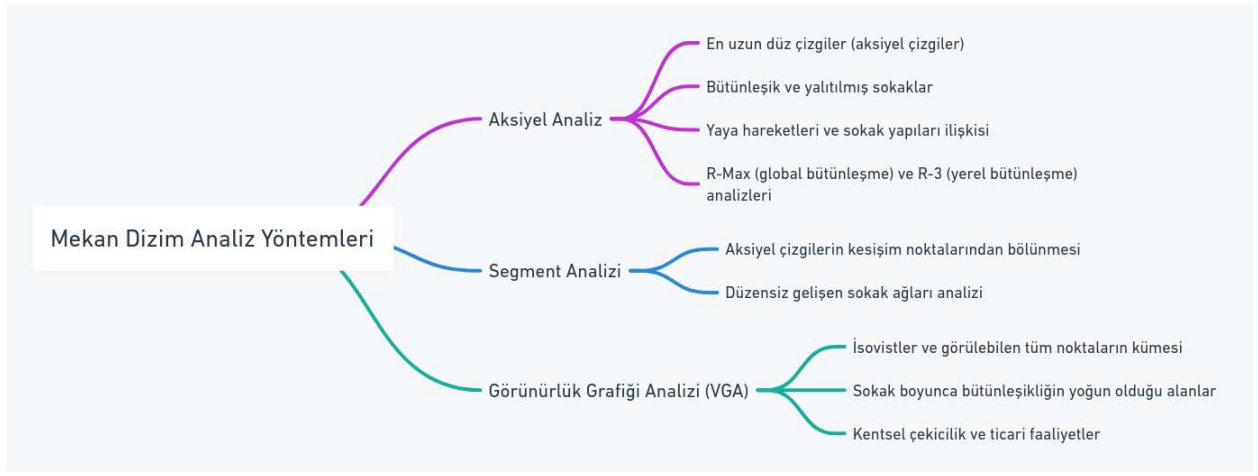 Mekan Dizim Analiz Yöntemleri
Aksiyel Analiz
En uzun düz çizgiler (aksiyel çizgiler)
Bütünleşik ve yalıtılmış sokaklar
Yaya hareketleri ve sokak yapıları ilişkisi
R-Max (global bütünleşme) ve R-3 (yerel bütünleşme)
analizleri
Segment Analizi
Aksiyel çizgilerin kesişim noktalarından bölünmesi
Düzensiz gelişen sokak ağları analizi
Görünürlük Grafiği Analizi (VGA)
İsovistler ve görülebilen tüm noktaların kümesi
Sokak boyunca bütünleşikliğin yoğun olduğu alanlar
Kentsel çekicilik ve ticari faaliyetler